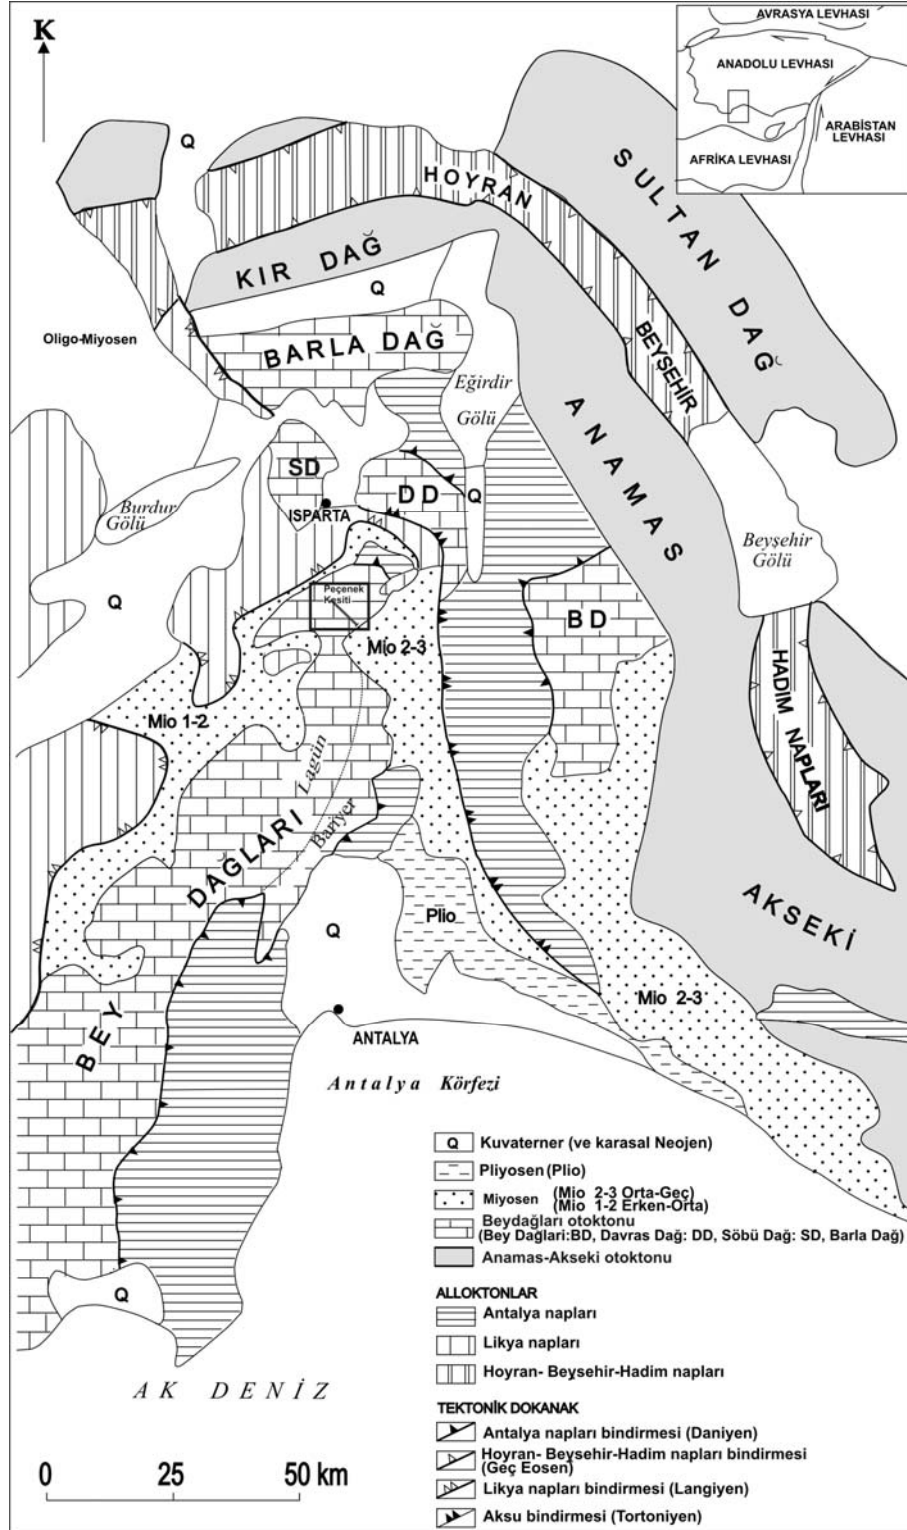 K
AVRASYA LEVHASI
ANADOLU LEVHASI
ARABİSTAN
LEVHASI
AFRİKA LEVHASI
Q
HOYRAN
SULTAN DAĞ
KIR DAĞ
Q
Oligo-Miyosen
BARLA DAĞ
BEYŞEHİR
Eğirdir
Gölü
ANAMAS
SD
DD
Q
ISPARTA
Burdur
Gölü
Beyşehir
Gölü
Q
Peçenek
Kesiti
BD
Mio 2-3
HADIM NAPLARI
Mio 1-2
Lagün
Bariyer
BEY DAĞLARI
AKSEKİ
Plio
Q
Mio 2-3
ANTALYA
Antalya Körfezi
Q
AK DENİZ
0 25 50 km
Q Kuvaterner (ve karasal Neojen)
Pliyosen (Plio)
Miyosen (Mio 2-3 Orta-Geç)
(Mio 1-2 Erken-Orta)
Beydağları otoktonu
(Bey Dağlari:BD, Davras Dağ: DD, Söbü Dağ: SD, Barla Dağ)
Anamas-Akseki otoktonu
ALLOKTONLAR
Antalya napları
Likya napları
Hoyran- Beyşehir-Hadim napları
TEKTONİK DOKANAK
Antalya napları bindirmesi (Daniyen)
Hoyran- Beyşehir-Hadim napları bindirmesi
(Geç Eosen)
Likya napları bindirmesi (Langiyen)
Aksu bindirmesi (Tortoniyen)